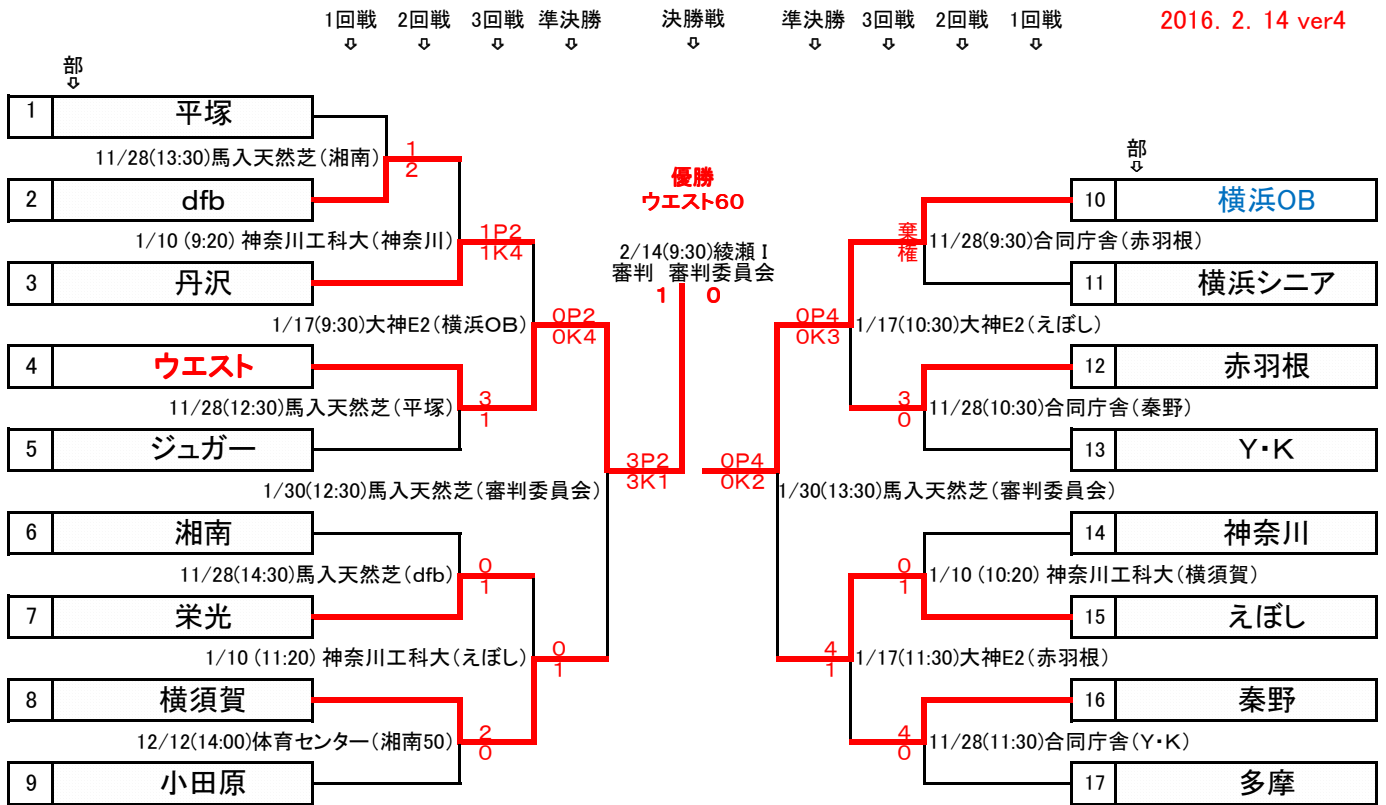 1回戦 2回戦 3回戦 準決勝 決勝戦 準決勝 3回戦 2回戦 1回戦 2016. 2. 14 ver4
⇩ ⇩ ⇩ ⇩ ⇩ ⇩ ⇩ ⇩ ⇩
部
⇩
1 平塚
11/28(13:30)馬入天然芝(湘南)
1
2
2 dfb
1/10 (9:20) 神奈川工科大(神奈川)
1P2
1K4
3 丹沢
1/17(9:30)大神E2(横浜OB)
0P2
0K4
4 ウエスト
11/28(12:30)馬入天然芝(平塚)
3
1
5 ジュガー
1/30(12:30)馬入天然芝(審判委員会)
3P2
3K1
6 湘南
11/28(14:30)馬入天然芝(dfb)
0
1
7 栄光
1/10 (11:20) 神奈川工科大(えぼし)
0
1
8 横須賀
12/12(14:00)体育センター(湘南50)
2
0
9 小田原
優勝
ウエスト60
2/14(9:30)綾瀬Ⅰ
審判 審判委員会
1 0
部
⇩
10 横浜OB
棄権
11/28(9:30)合同庁舎(赤羽根)
11 横浜シニア
0P4
0K3
1/17(10:30)大神E2(えぼし)
12 赤羽根
3
0
11/28(10:30)合同庁舎(秦野)
13 Y・K
0P4
0K2
1/30(13:30)馬入天然芝(審判委員会)
14 神奈川
0
1
1/10 (10:20) 神奈川工科大(横須賀)
15 えぼし
4
1
1/17(11:30)大神E2(赤羽根)
16 秦野
4
0
11/28(11:30)合同庁舎(Y・K)
17 多摩